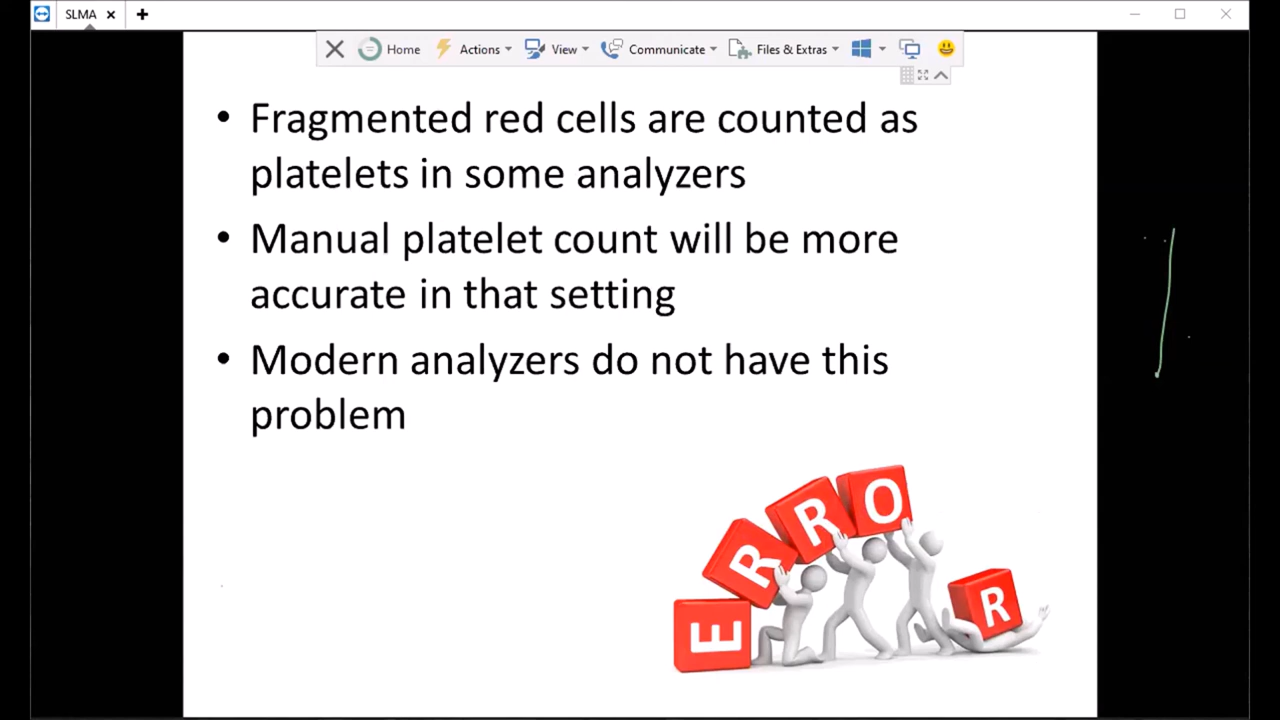 SLMA
Home Actions View Communicate Files & Extras
• Fragmented red cells are counted as
platelets in some analyzers
• Manual platelet count will be more
accurate in that setting
• Modern analyzers do not have this
problem
E R R O R